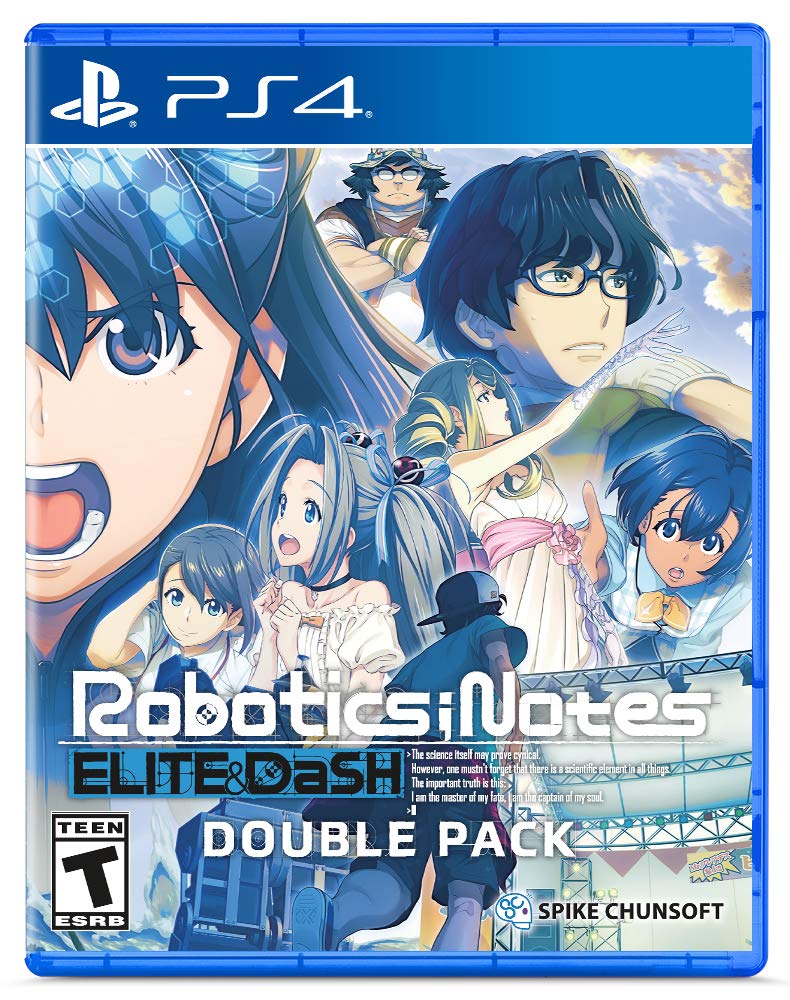 PS4
Robotics;Notes
ELITE&DaSH
>The science itself may prove cynical.
However, one mustn't forget that there is a scientific element in all things.
The important truth is this:
I am the master of my fate, I am the captain of my soul.
>
DOUBLE PACK
TEEN
T
ESRB
SPIKE CHUNSOFT